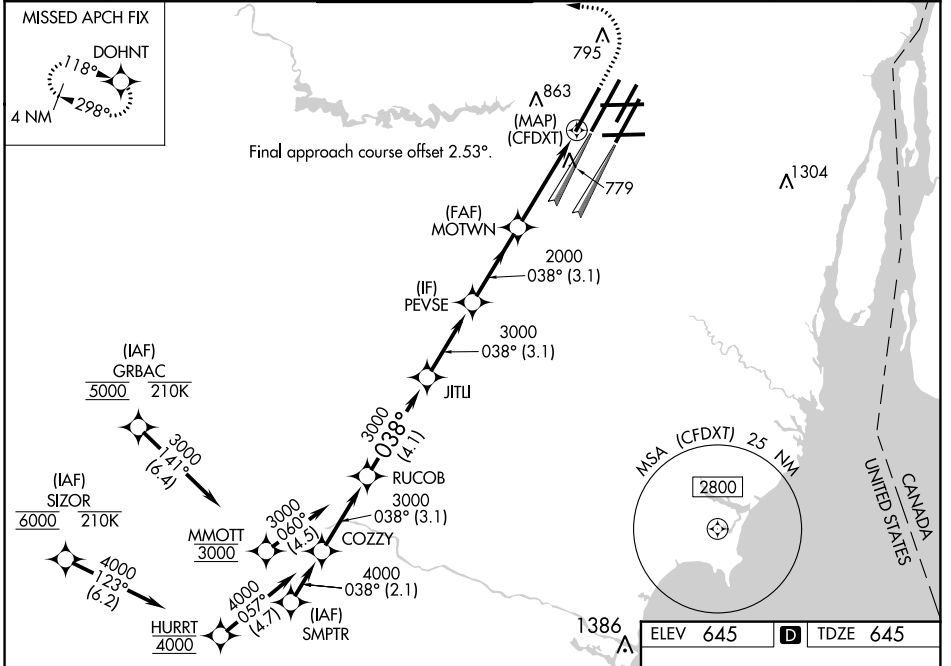 MISSED APCH FIX
DOHNT
118°
298°
4 NM
795
863
(MAP)
(CFDXT)
Final approach course offset 2.53°.
779
1304
(FAF)
MOTWN
2000
038° (3.1)
(IF)
PEVSE
3000
038° (3.1)
JITLI
(IAF)
GRBAC
5000 210K
3000
141°
(6.4)
3000
038°
(4.1)
RUCOB
(IAF)
SIZOR
6000 210K
3000
038° (3.1)
MMOTT
3000
3000
060°
(4.5)
COZZY
4000
123°
(6.2)
4000
038° (2.1)
HURRT
4000
4000
057°
(4.7)
(IAF)
SMPTR
MSA (CFDXT) 25 NM
2800
CANADA
UNITED STATES
1386
ELEV 645 D TDZE 645